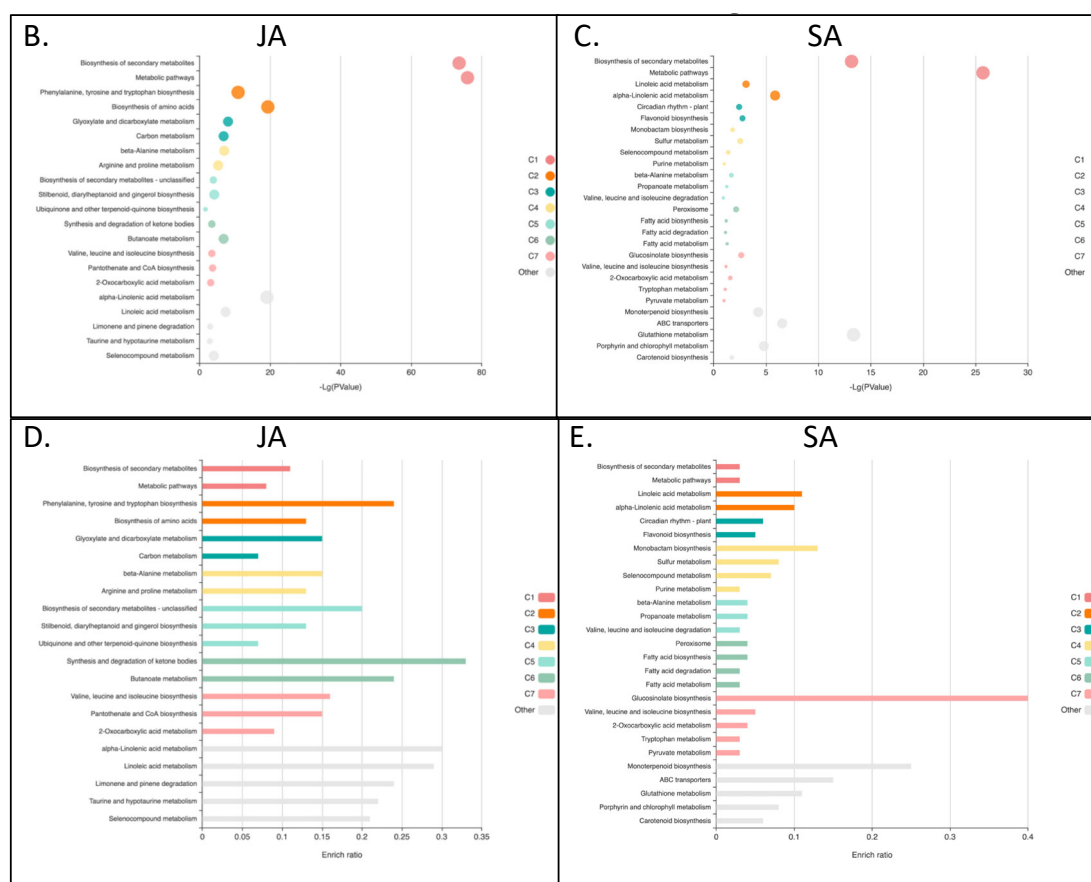 B. JA
Biosynthesis of secondary metabolites
Metabolic pathways
Phenylalanine, tyrosine and tryptophan biosynthesis
Biosynthesis of amino acids
Glyoxylate and dicarboxylate metabolism
Carbon metabolism
beta-Alanine metabolism
Arginine and proline metabolism
Biosynthesis of secondary metabolites - unclassified
Stilbenoid, diarylheptanoid and gingerol biosynthesis
Ubiquinone and other terpenoid-quinone biosynthesis
Synthesis and degradation of ketone bodies
Butanoate metabolism
Valine, leucine and isoleucine biosynthesis
Pantothenate and CoA biosynthesis
2-Oxocarboxylic acid metabolism
alpha-Linolenic acid metabolism
Linoleic acid metabolism
Limonene and pinene degradation
Taurine and hypotaurine metabolism
Selenocompound metabolism
0 20 40 60 80
-Lg(PValue)
C1
C2
C3
C4
C5
C6
C7
Other
C. SA
Biosynthesis of secondary metabolites
Metabolic pathways
Linoleic acid metabolism
alpha-Linolenic acid metabolism
Circadian rhythm - plant
Flavonoid biosynthesis
Monobactam biosynthesis
Sulfur metabolism
Selenocompound metabolism
Purine metabolism
beta-Alanine metabolism
Propanoate metabolism
Valine, leucine and isoleucine degradation
Peroxisome
Fatty acid biosynthesis
Fatty acid degradation
Fatty acid metabolism
Glucosinolate biosynthesis
Valine, leucine and isoleucine biosynthesis
2-Oxocarboxylic acid metabolism
Tryptophan metabolism
Pyruvate metabolism
Monoterpenoid biosynthesis
ABC transporters
Glutathione metabolism
Porphyrin and chlorophyll metabolism
Carotenoid biosynthesis
0 5 10 15 20 25 30
-Lg(PValue)
C1
C2
C3
C4
C5
C6
C7
Other
D. JA
Biosynthesis of secondary metabolites
Metabolic pathways
Phenylalanine, tyrosine and tryptophan biosynthesis
Biosynthesis of amino acids
Glyoxylate and dicarboxylate metabolism
Carbon metabolism
beta-Alanine metabolism
Arginine and proline metabolism
Biosynthesis of secondary metabolites - unclassified
Stilbenoid, diarylheptanoid and gingerol biosynthesis
Ubiquinone and other terpenoid-quinone biosynthesis
Synthesis and degradation of ketone bodies
Butanoate metabolism
Valine, leucine and isoleucine biosynthesis
Pantothenate and CoA biosynthesis
2-Oxocarboxylic acid metabolism
alpha-Linolenic acid metabolism
Linoleic acid metabolism
Limonene and pinene degradation
Taurine and hypotaurine metabolism
Selenocompound metabolism
0 0.05 0.1 0.15 0.2 0.25 0.3 0.35
Enrich ratio
C1
C2
C3
C4
C5
C6
C7
Other
E. SA
Biosynthesis of secondary metabolites
Metabolic pathways
Linoleic acid metabolism
alpha-Linolenic acid metabolism
Circadian rhythm - plant
Flavonoid biosynthesis
Monobactam biosynthesis
Sulfur metabolism
Selenocompound metabolism
Purine metabolism
beta-Alanine metabolism
Propanoate metabolism
Valine, leucine and isoleucine degradation
Peroxisome
Fatty acid biosynthesis
Fatty acid degradation
Fatty acid metabolism
Glucosinolate biosynthesis
Valine, leucine and isoleucine biosynthesis
2-Oxocarboxylic acid metabolism
Tryptophan metabolism
Pyruvate metabolism
Monoterpenoid biosynthesis
ABC transporters
Glutathione metabolism
Porphyrin and chlorophyll metabolism
Carotenoid biosynthesis
0 0.1 0.2 0.3 0.4
Enrich ratio
C1
C2
C3
C4
C5
C6
C7
Other